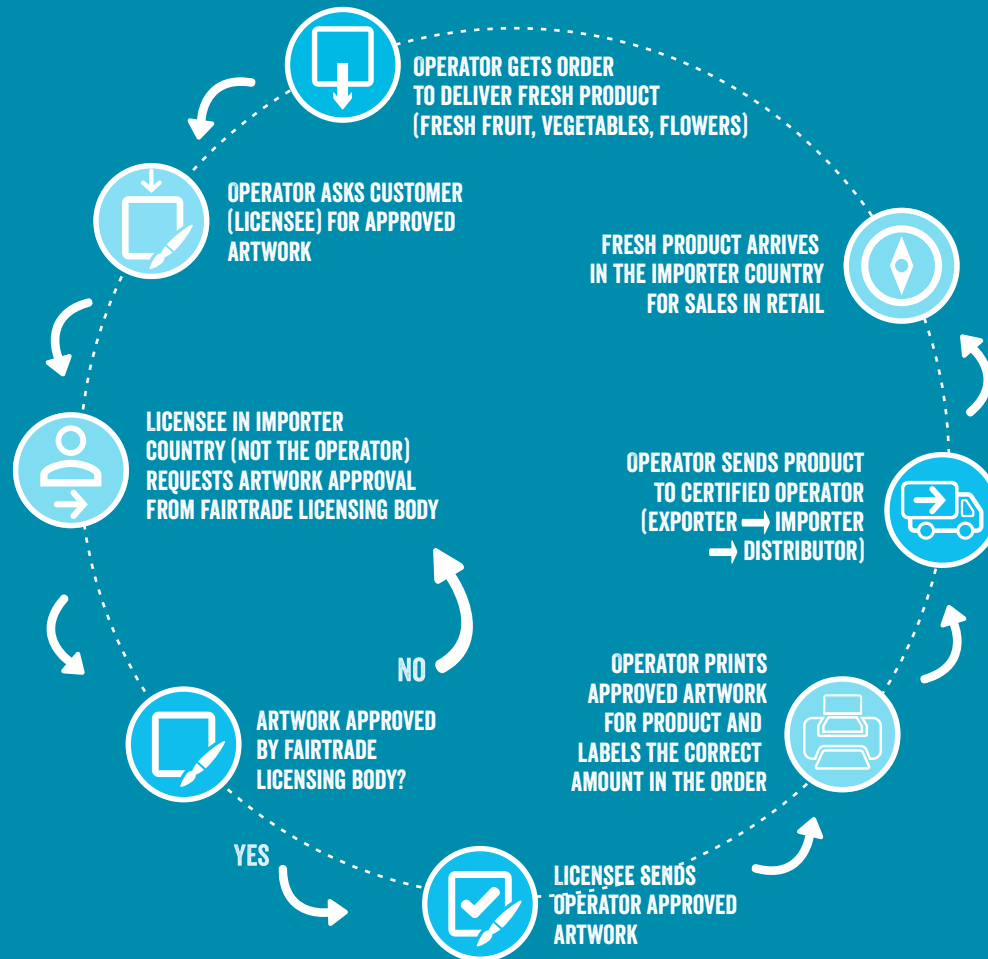 OPERATOR GETS ORDER
TO DELIVER FRESH PRODUCT
(FRESH FRUIT, VEGETABLES, FLOWERS)
OPERATOR ASKS CUSTOMER
(LICENSEE) FOR APPROVED
ARTWORK
LICENSEE IN IMPORTER
COUNTRY (NOT THE OPERATOR)
REQUESTS ARTWORK APPROVAL
FROM FAIRTRADE LICENSING BODY
NO
ARTWORK APPROVED
BY FAIRTRADE
LICENSING BODY?
YES
LICENSEE SENDS
OPERATOR APPROVED
ARTWORK
OPERATOR PRINTS
APPROVED ARTWORK
FOR PRODUCT AND
LABELS THE CORRECT
AMOUNT IN THE ORDER
OPERATOR SENDS PRODUCT
TO CERTIFIED OPERATOR
(EXPORTER → IMPORTER
→ DISTRIBUTOR)
FRESH PRODUCT ARRIVES
IN THE IMPORTER COUNTRY
FOR SALES IN RETAIL